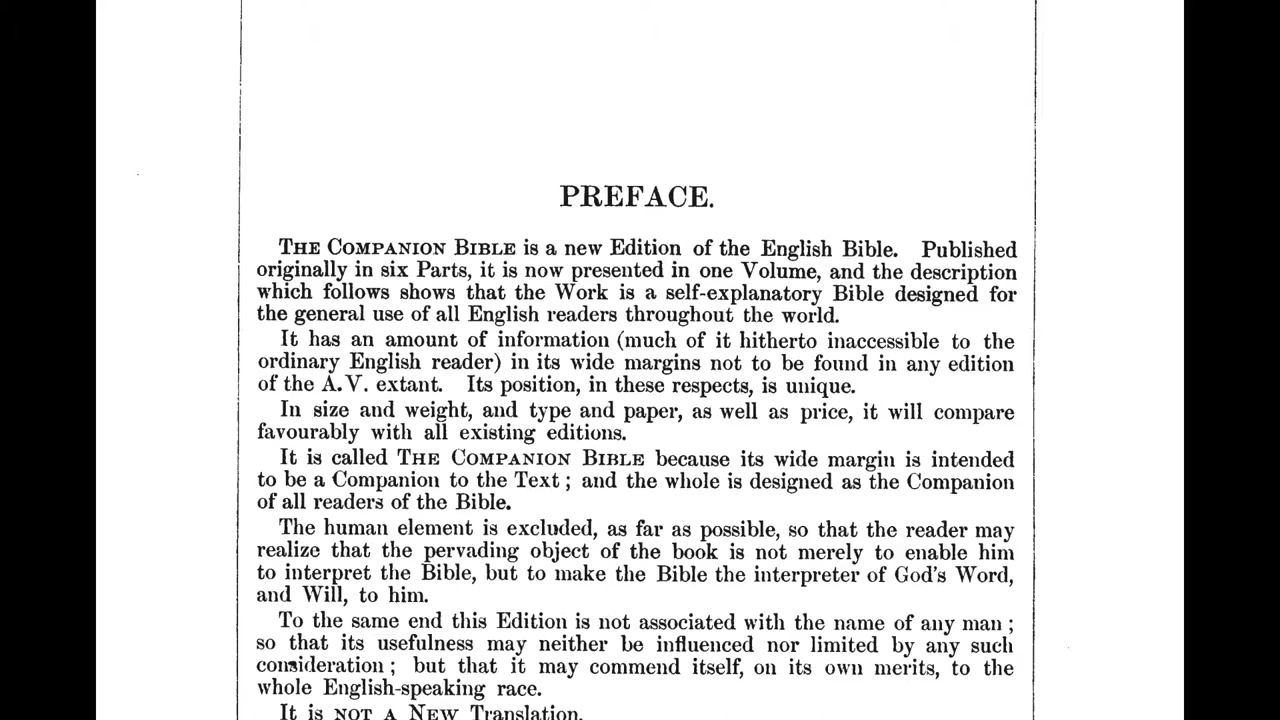 PREFACE.
THE COMPANION BIBLE is a new Edition of the English Bible. Published
originally in six Parts, it is now presented in one Volume, and the description
which follows shows that the Work is a self-explanatory Bible designed for
the general use of all English readers throughout the world.
It has an amount of information (much of it hitherto inaccessible to the
ordinary English reader) in its wide margins not to be found in any edition
of the A.V. extant. Its position, in these respects, is unique.
In size and weight, and type and paper, as well as price, it will compare
favourably with all existing editions.
It is called THE COMPANION BIBLE because its wide margin is intended
to be a Companion to the Text; and the whole is designed as the Companion
of all readers of the Bible.
The human element is excluded, as far as possible, so that the reader may
realize that the pervading object of the book is not merely to enable him
to interpret the Bible, but to make the Bible the interpreter of God's Word,
and Will, to him.
To the same end this Edition is not associated with the name of any man;
so that its usefulness may neither be influenced nor limited by any such
consideration; but that it may commend itself, on its own merits, to the
whole English-speaking race.
It is NOT A NEW Translation.